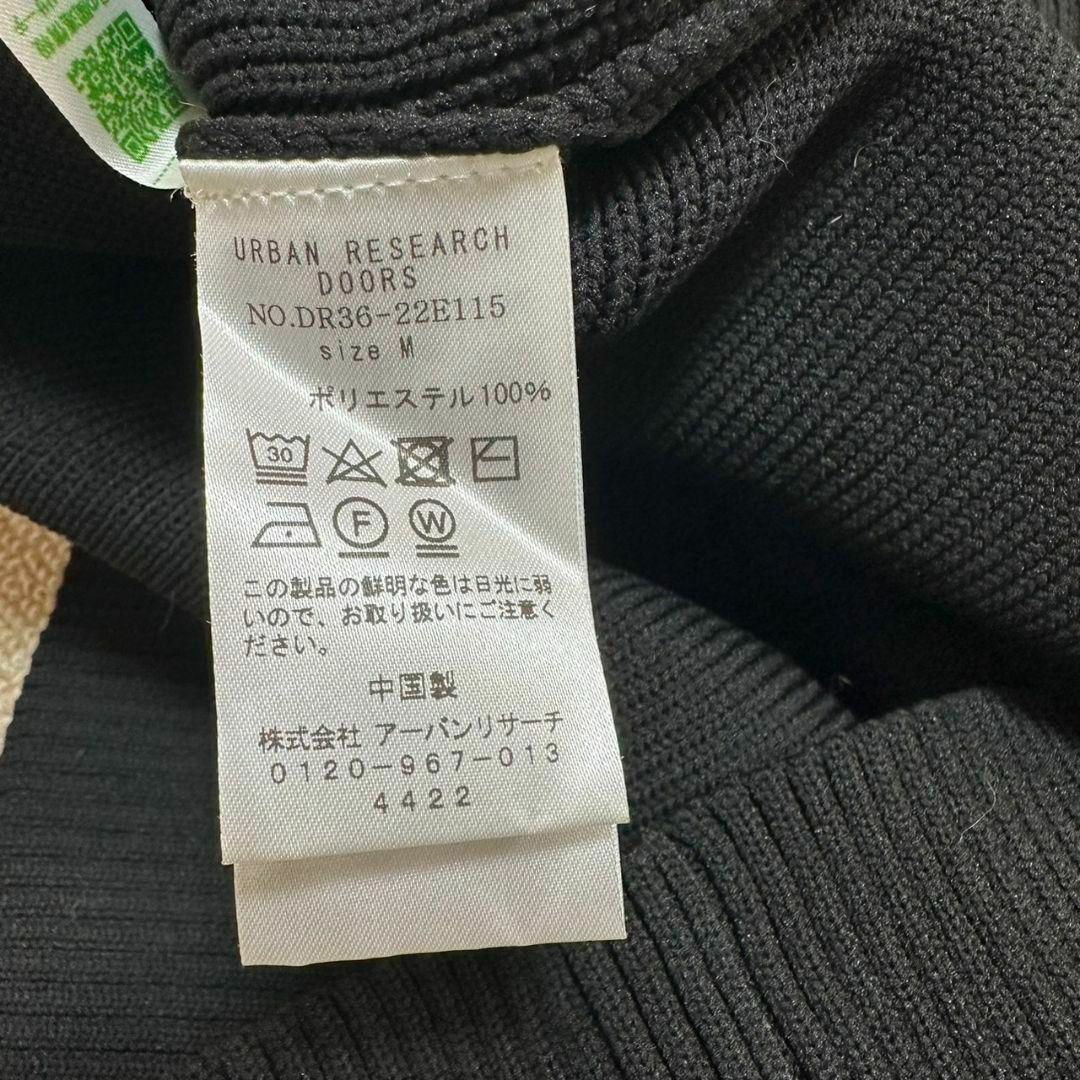 URBAN RESEARCH
DOORS
NO.DR36-22E115
size M
ポリエステル100%
30
F W
この製品の鮮明な色は日光に弱
いので、お取り扱いにご注意く
ださい。
中国製
株式会社 アーバンリサーチ
0120-967-013
4422